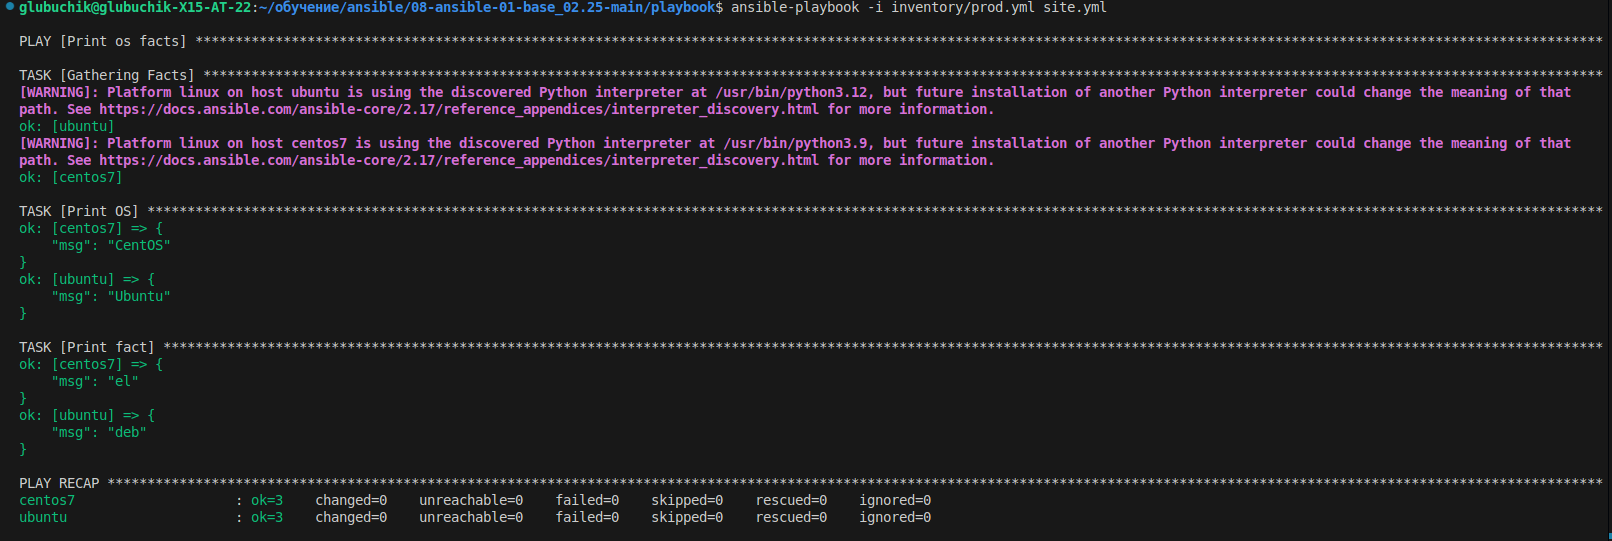 glubuchik@glubuchik-X15-AT-22:~/обучение/ansible/08-ansible-01-base_02.25-main/playbook$ ansible-playbook -i inventory/prod.yml site.yml
PLAY [Print os facts] ********************************************************************************************************************************************************************************
TASK [Gathering Facts] *******************************************************************************************************************************************************************************
[WARNING]: Platform linux on host ubuntu is using the discovered Python interpreter at /usr/bin/python3.12, but future installation of another Python interpreter could change the meaning of that
path. See https://docs.ansible.com/ansible-core/2.17/reference_appendices/interpreter_discovery.html for more information.
ok: [ubuntu]
[WARNING]: Platform linux on host centos7 is using the discovered Python interpreter at /usr/bin/python3.9, but future installation of another Python interpreter could change the meaning of that
path. See https://docs.ansible.com/ansible-core/2.17/reference_appendices/interpreter_discovery.html for more information.
ok: [centos7]
TASK [Print OS] **************************************************************************************************************************************************************************************
ok: [centos7] => {
    "msg": "CentOS"
}
ok: [ubuntu] => {
    "msg": "Ubuntu"
}
TASK [Print fact] ************************************************************************************************************************************************************************************
ok: [centos7] => {
    "msg": "el"
}
ok: [ubuntu] => {
    "msg": "deb"
}
PLAY RECAP *******************************************************************************************************************************************************************************************
centos7                    : ok=3    changed=0    unreachable=0    failed=0    skipped=0    rescued=0    ignored=0
ubuntu                     : ok=3    changed=0    unreachable=0    failed=0    skipped=0    rescued=0    ignored=0